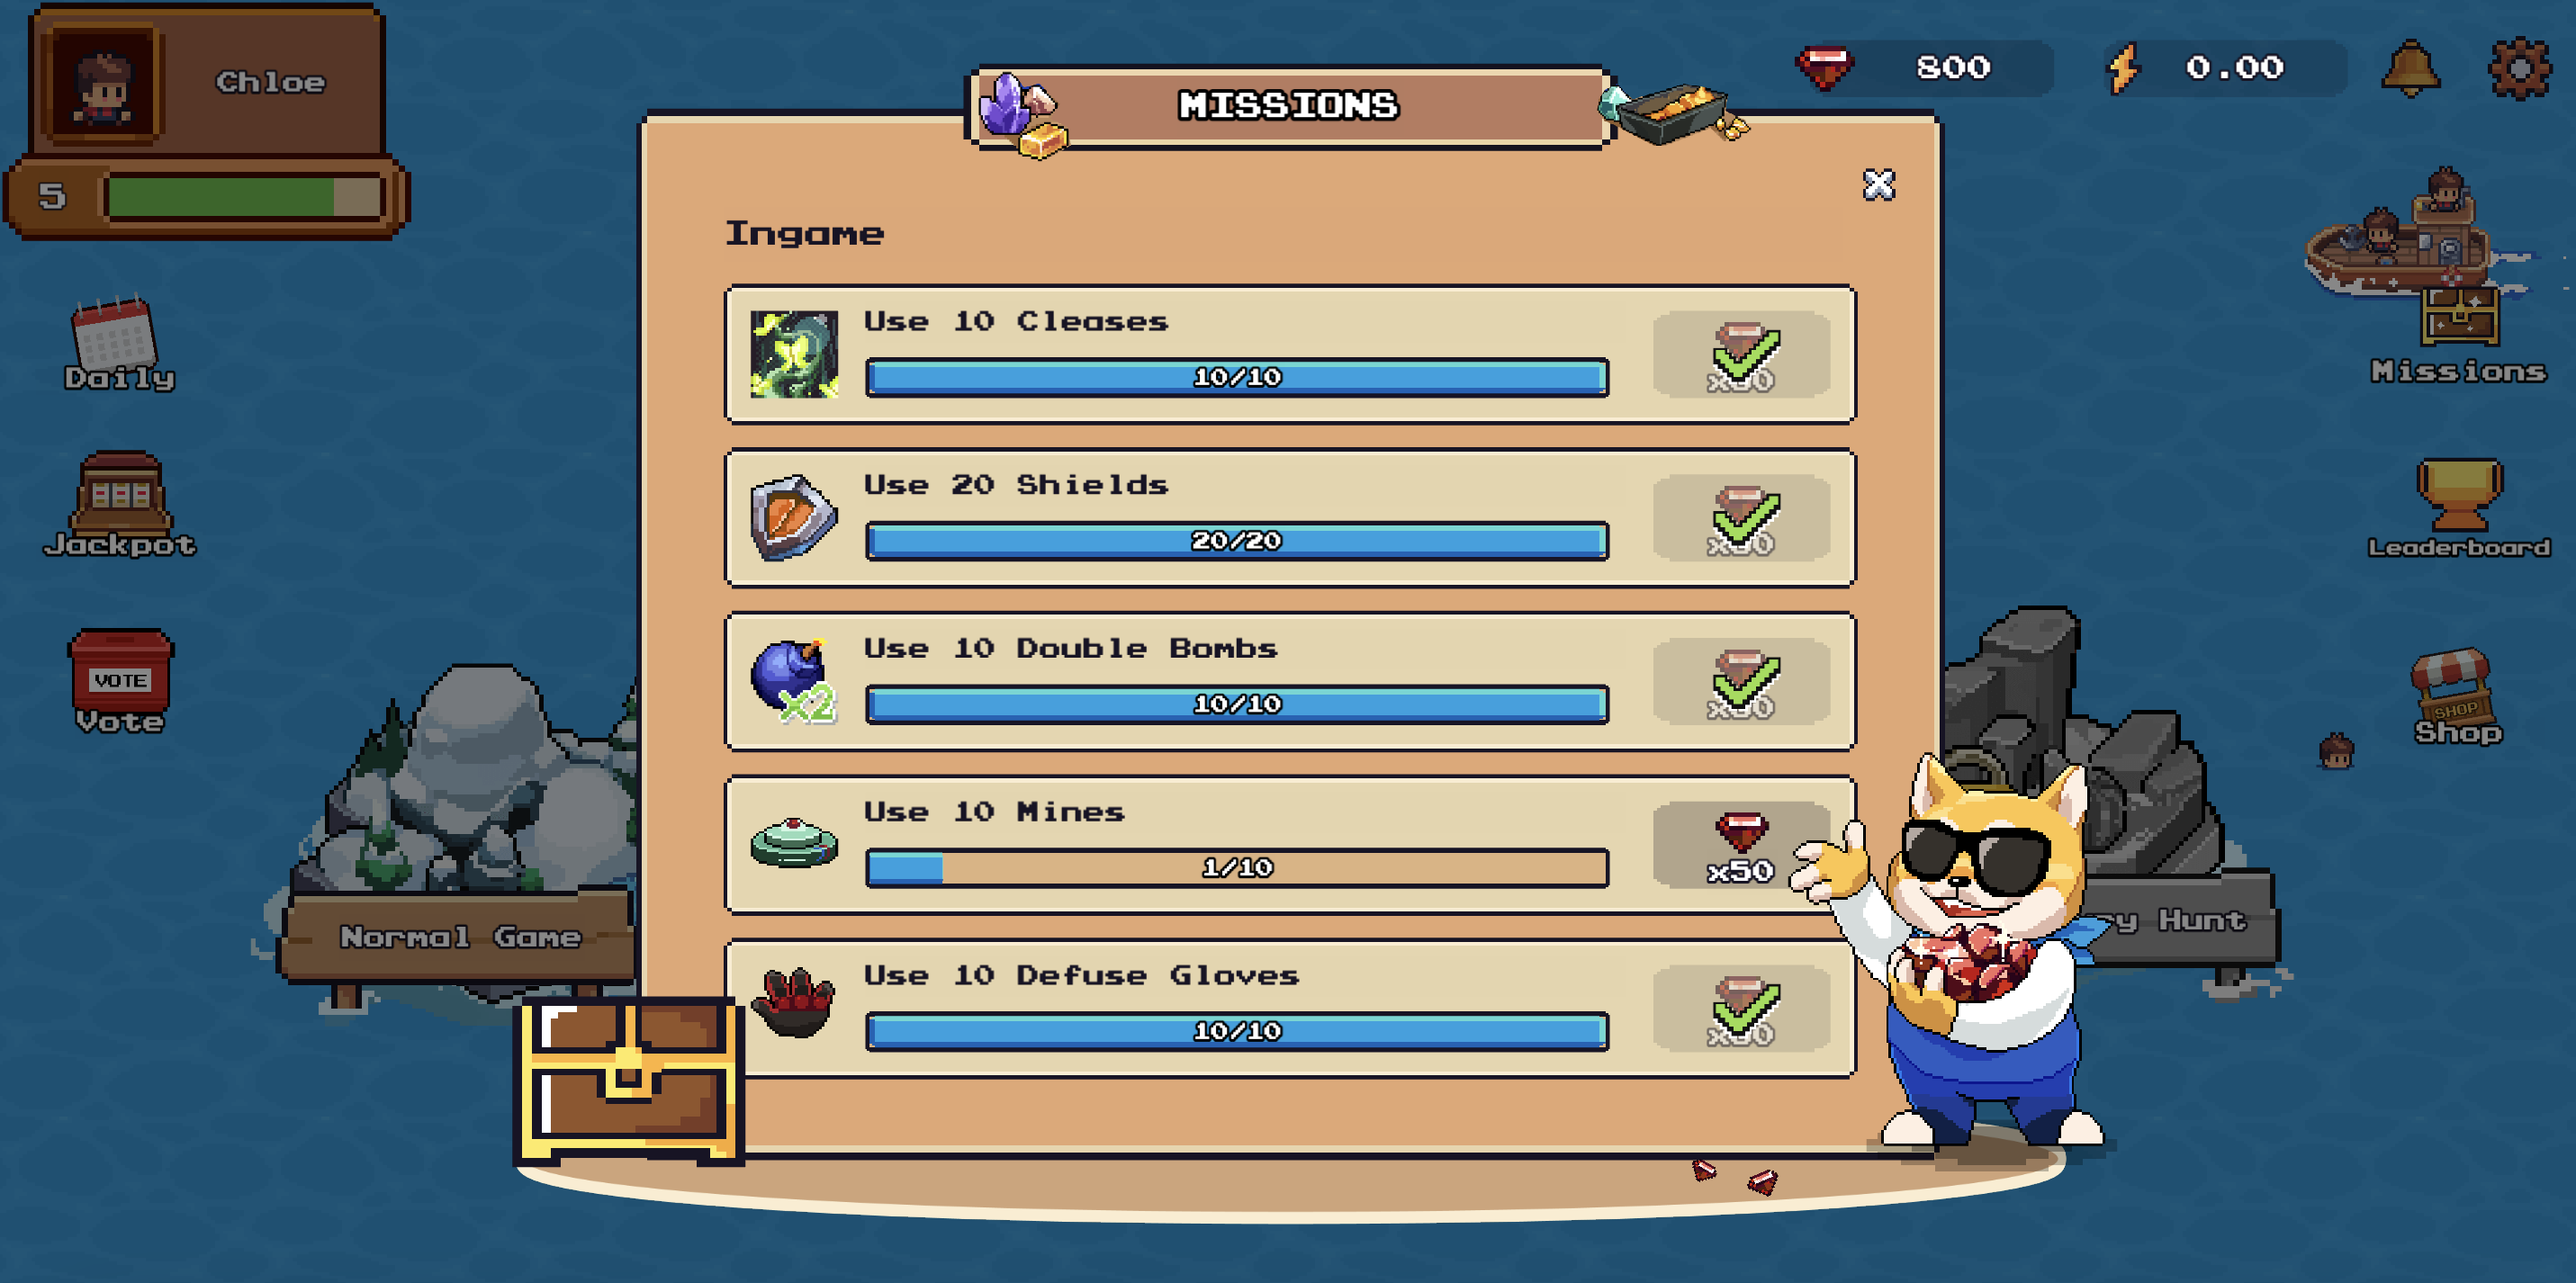 Chloe
5
800
0.00
MISSIONS
Ingame
Use 10 Cleases
10/10
Use 20 Shields
20/20
Use 10 Double Bombs
x2
10/10
Use 10 Mines
1/10
x50
Use 10 Defuse Gloves
10/10
Daily
Jackpot
VOTE
Vote
Missions
Leaderboard
SHOP
Shop
Normal Game
Hunt